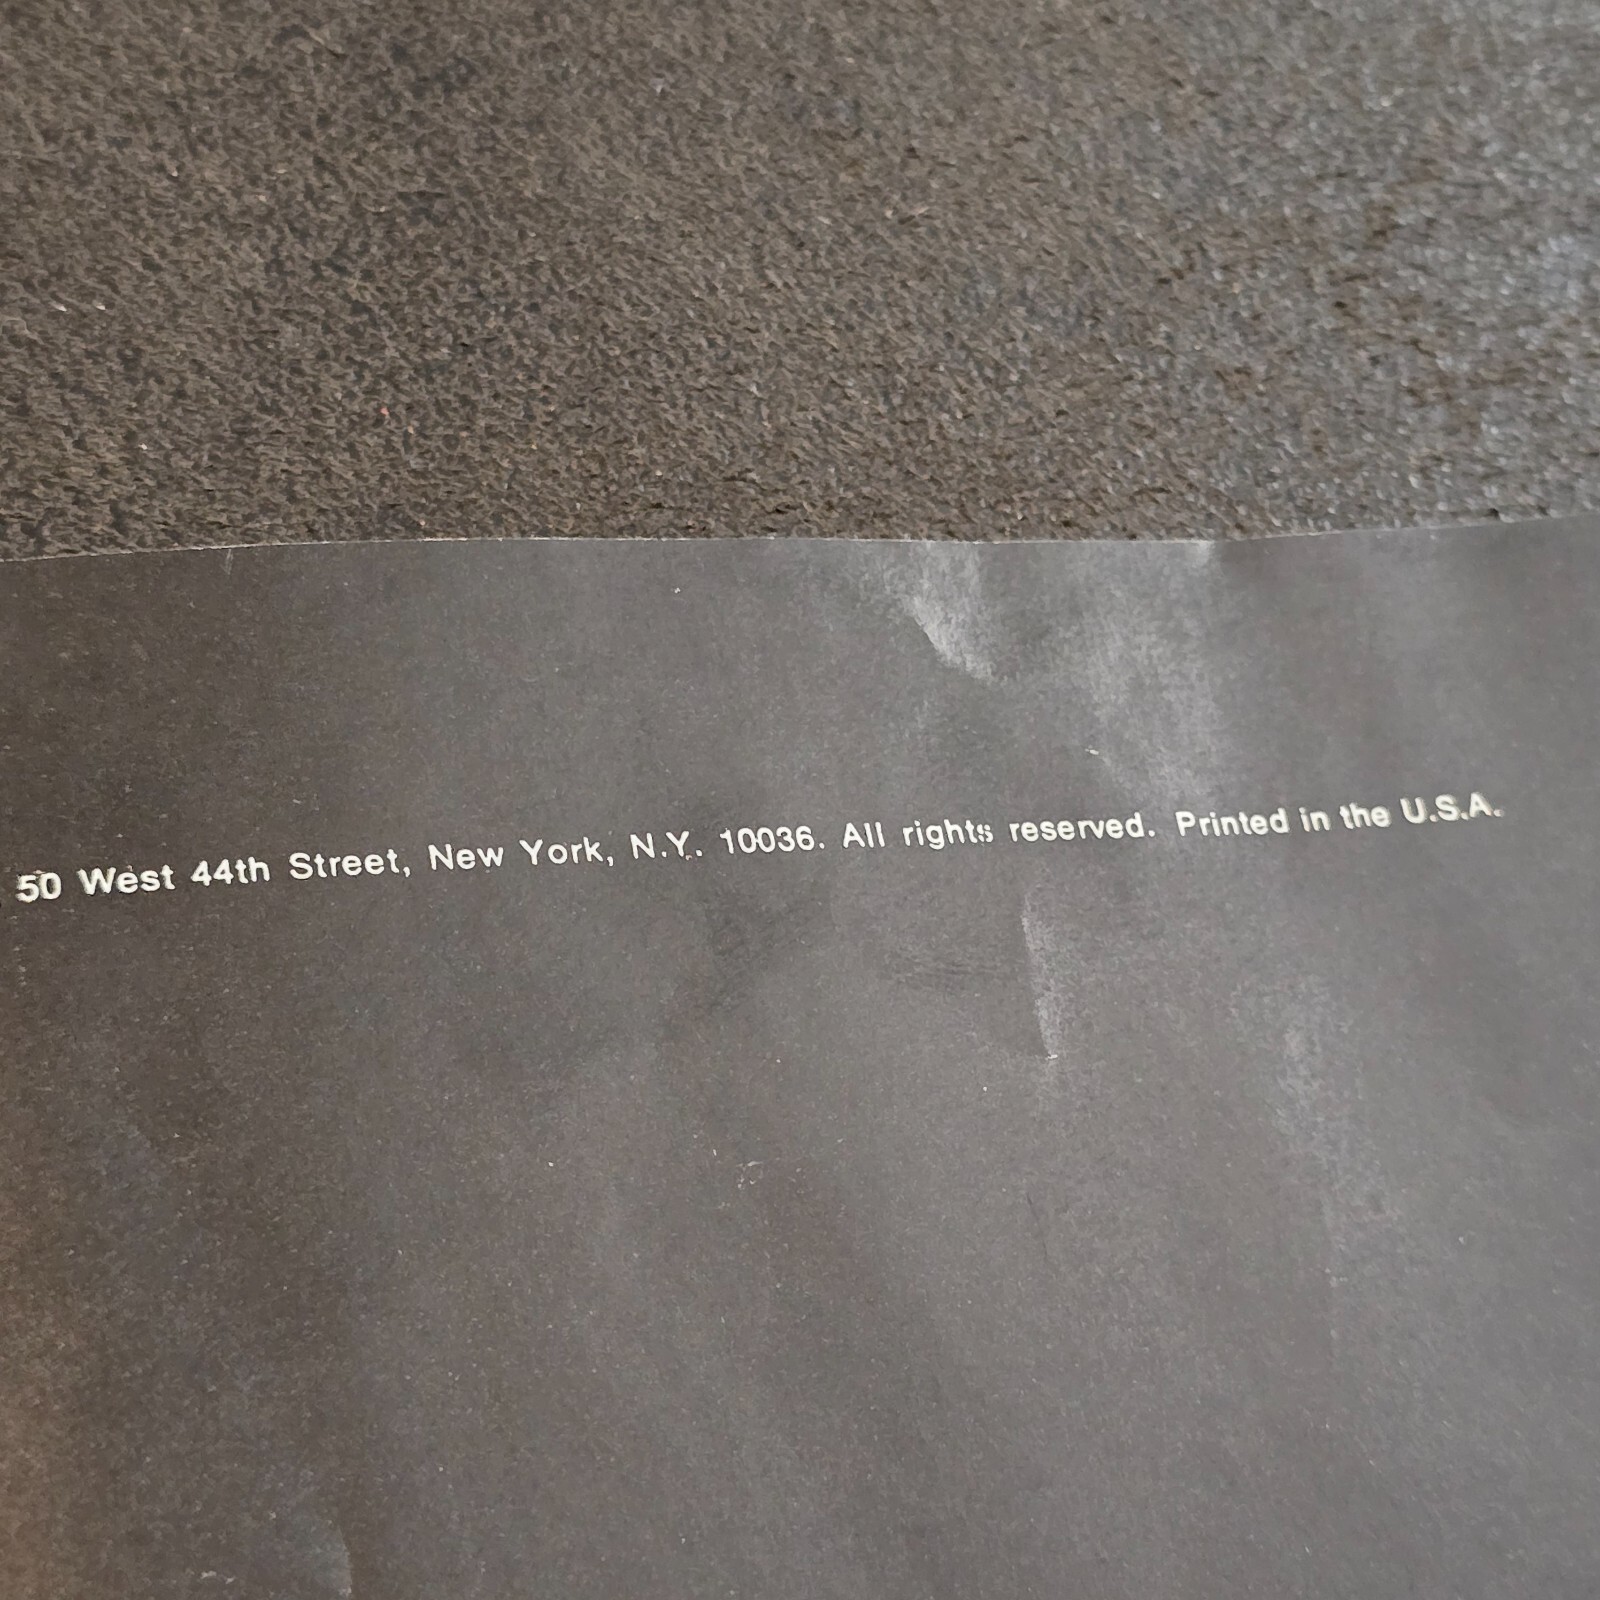 50 West 44th Street, New York, N.Y. 10036. All rights reserved. Printed in the U.S.A.